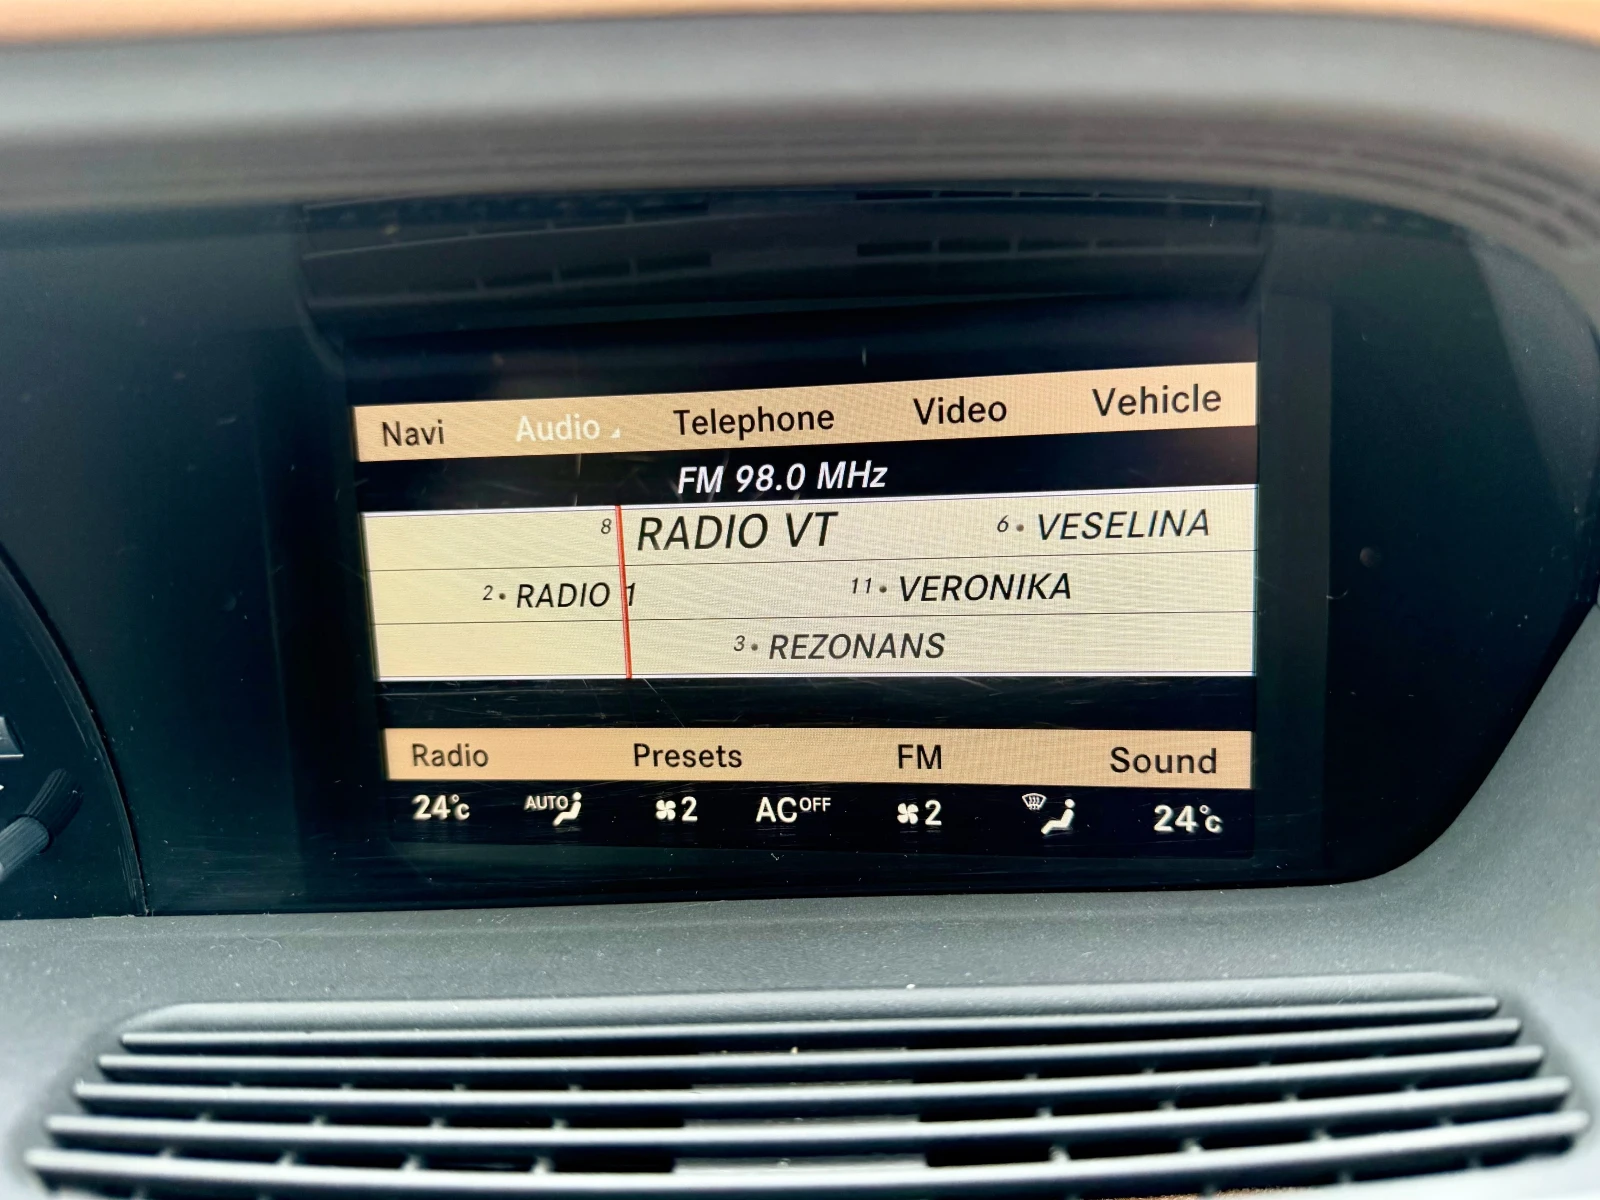 Navi Audio Telephone Video Vehicle
FM 98.0 MHz
8 RADIO VT 6 • VESELINA
2 • RADIO 1 11 • VERONIKA
3 • REZONANS
Radio Presets FM Sound
24°C AUTO 2 AC OFF 2 24°C